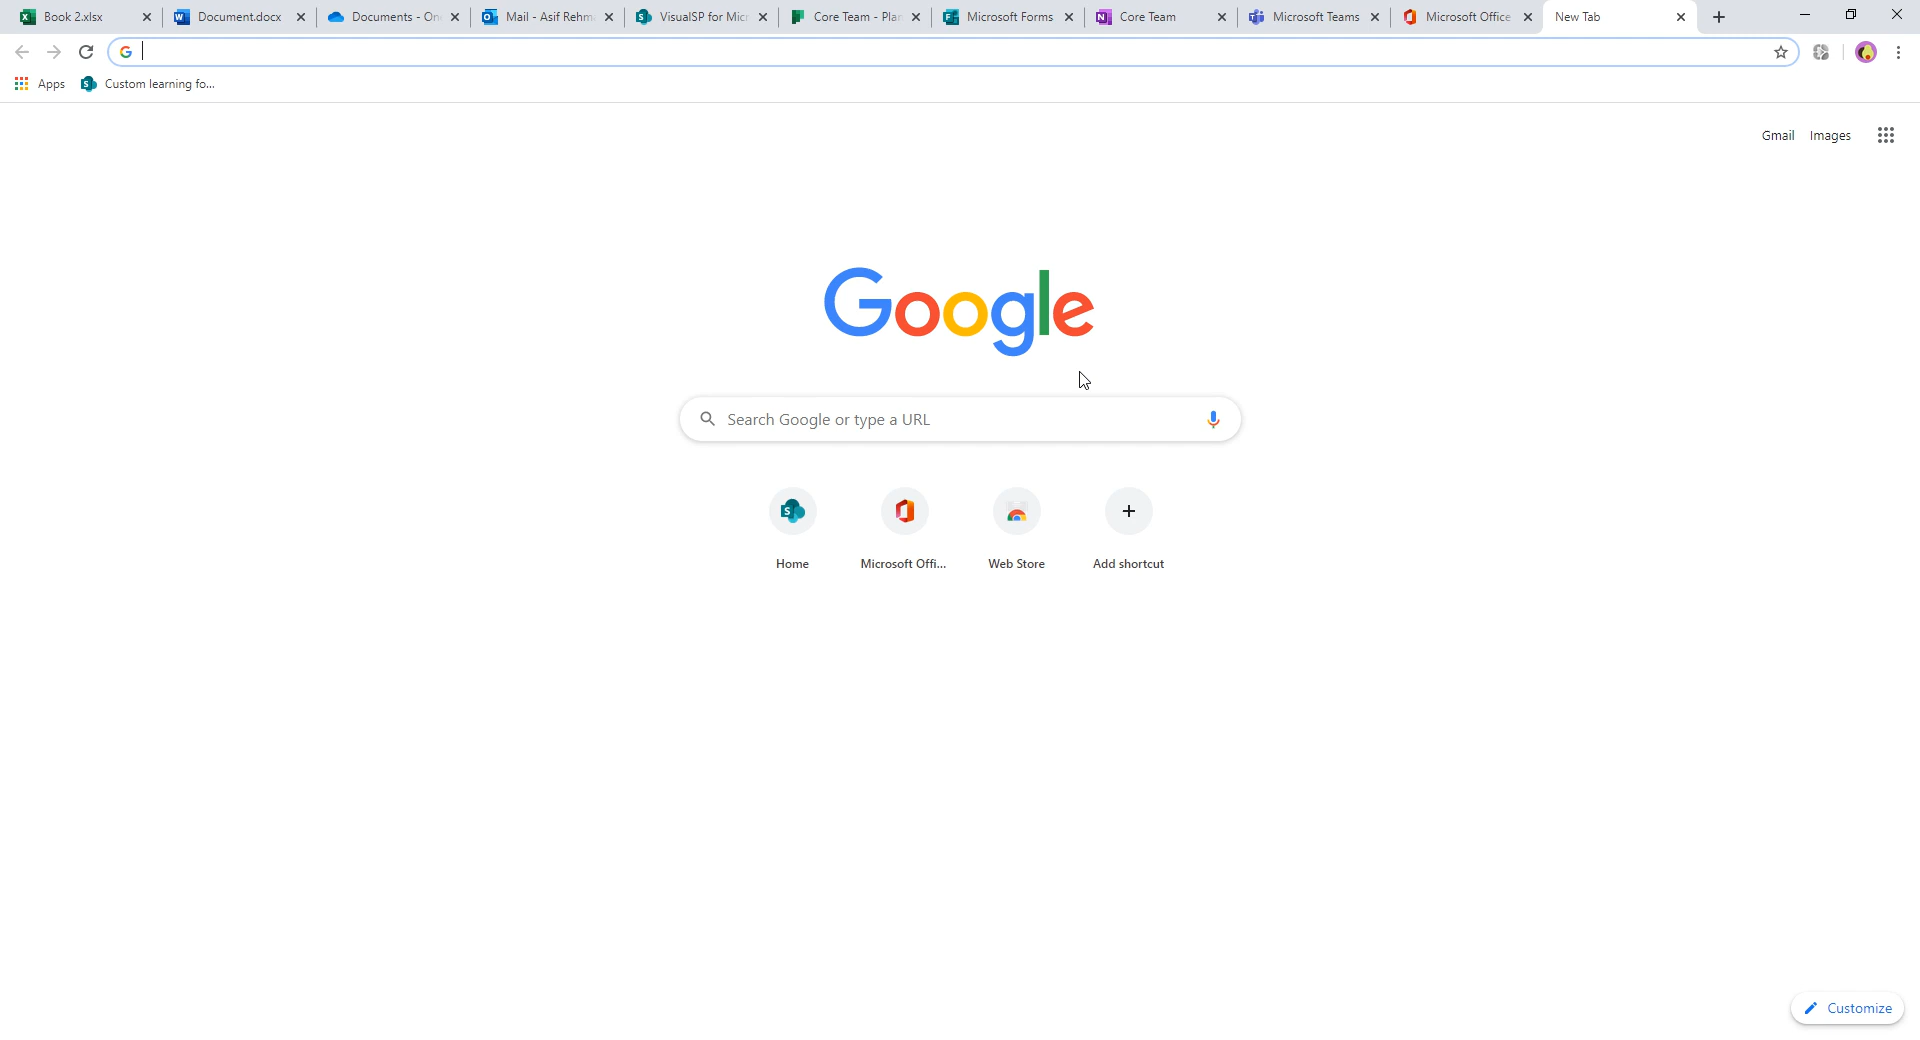 Book 2.xlsx
Document.docx
Documents - On
Mail - Asif Rehm
VisualSP for Micr
Core Team - Plan
Microsoft Forms
Core Team
Microsoft Teams
Microsoft Office
New Tab
Apps
Custom learning fo...
Gmail
Images
Google
Search Google or type a URL
Home
Microsoft Offi...
Web Store
Add shortcut
Customize